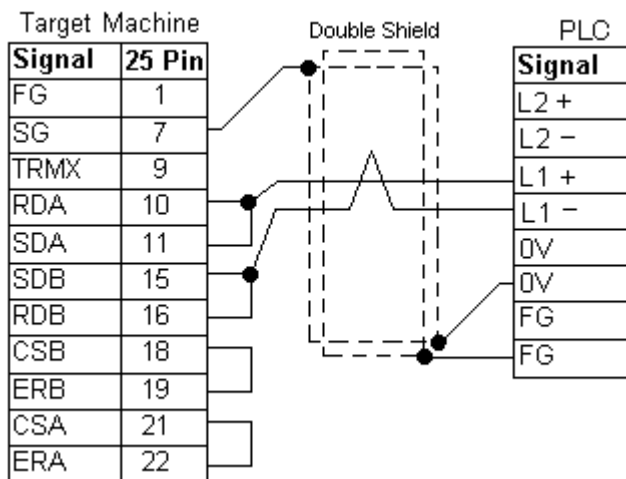 Target Machine
Double Shield
PLC
Signal 25 Pin
FG 1
SG 7
TRMX 9
RDA 10
SDA 11
SDB 15
RDB 16
CSB 18
ERB 19
CSA 21
ERA 22
Signal
L2 +
L2 −
L1 +
L1 −
0V
0V
FG
FG